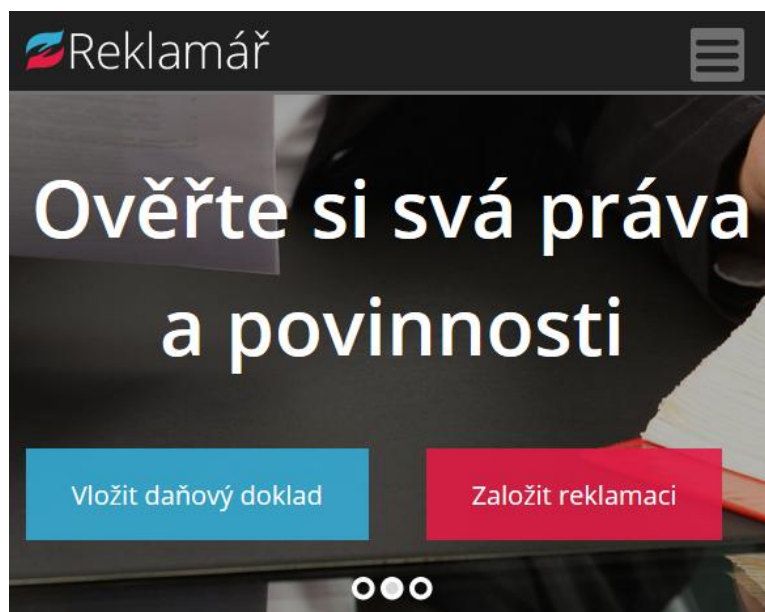 Reklamář
Ověřte si svá práva
a povinnosti
Vložit daňový doklad
Založit reklamaci